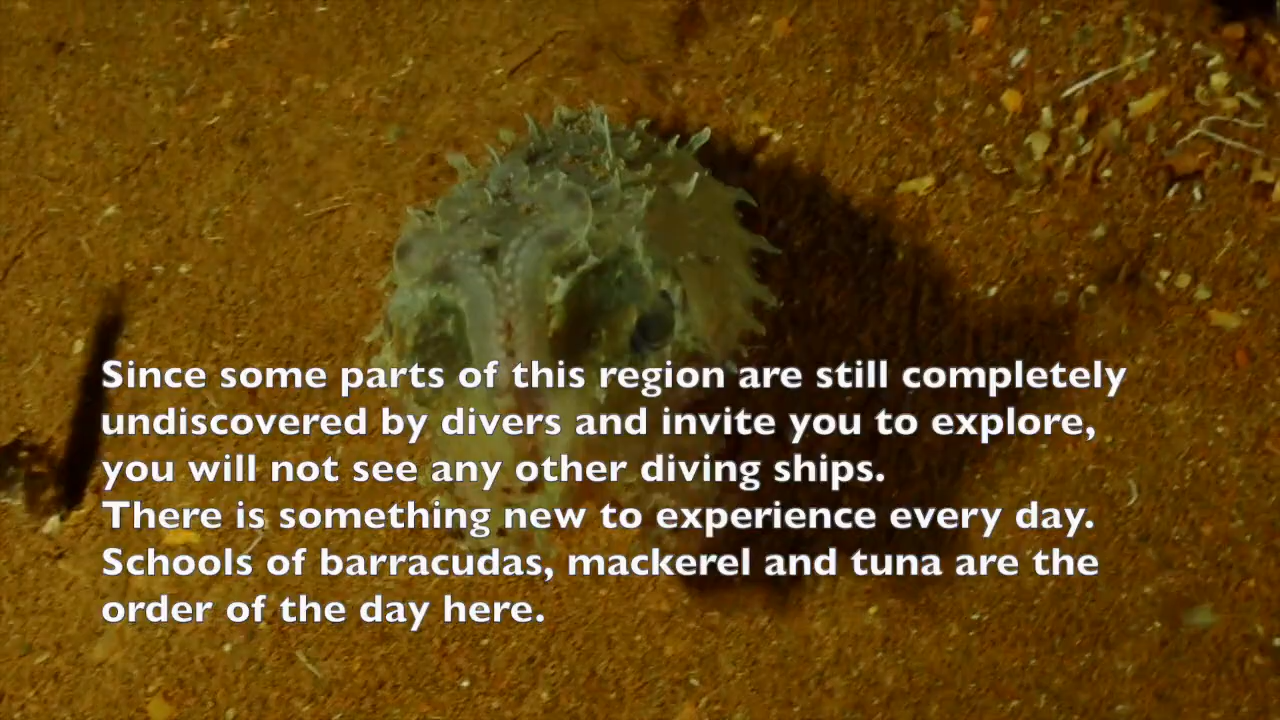 Since some parts of this region are still completely
undiscovered by divers and invite you to explore,
you will not see any other diving ships.
There is something new to experience every day.
Schools of barracudas, mackerel and tuna are the
order of the day here.